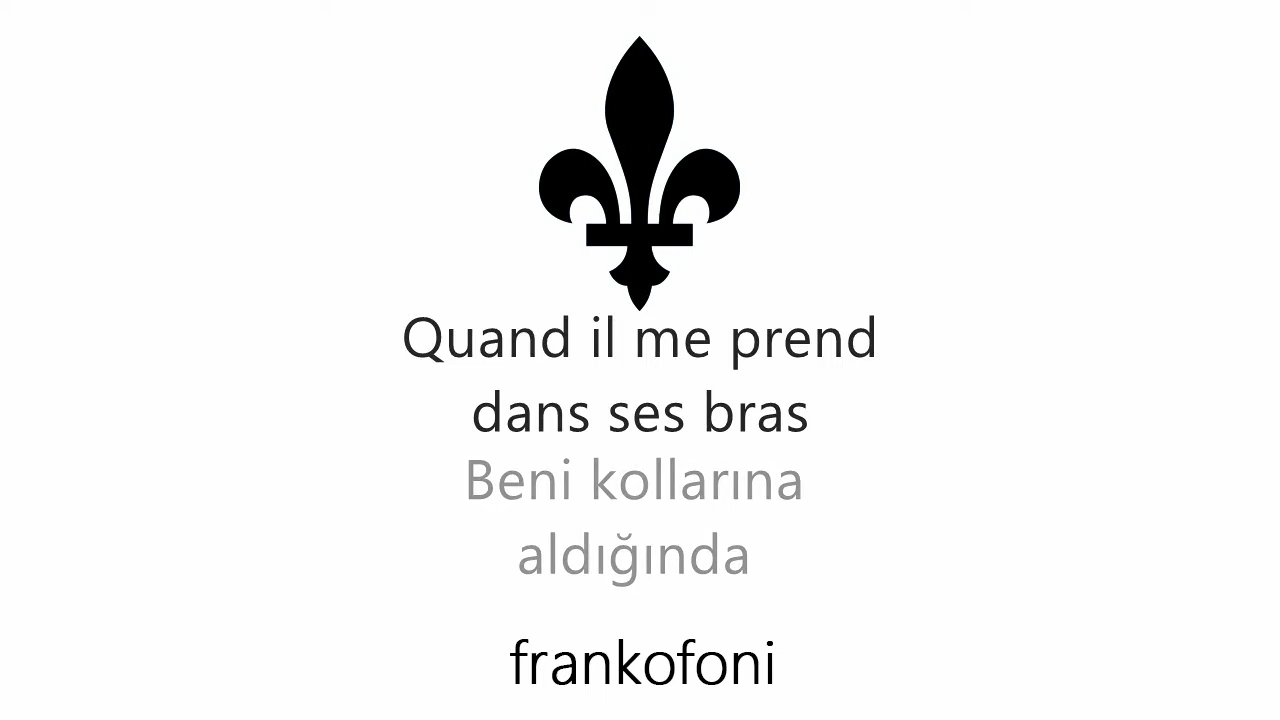 Quand il me prend
dans ses bras
Beni kollarına
aldığında
frankofoni